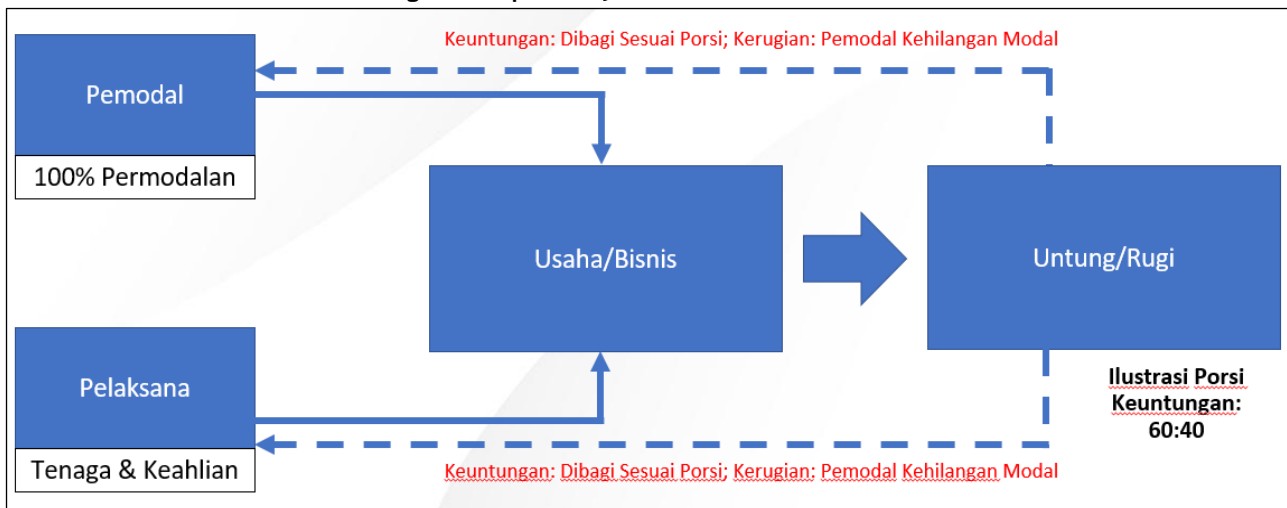 Keuntungan: Dibagi Sesuai Porsi; Kerugian: Pemodal Kehilangan Modal
Pemodal
100% Permodalan
Usaha/Bisnis
Untung/Rugi
Pelaksana
Tenaga & Keahlian
Ilustrasi Porsi
Keuntungan:
60:40
Keuntungan: Dibagi Sesuai Porsi; Kerugian: Pemodal Kehilangan Modal